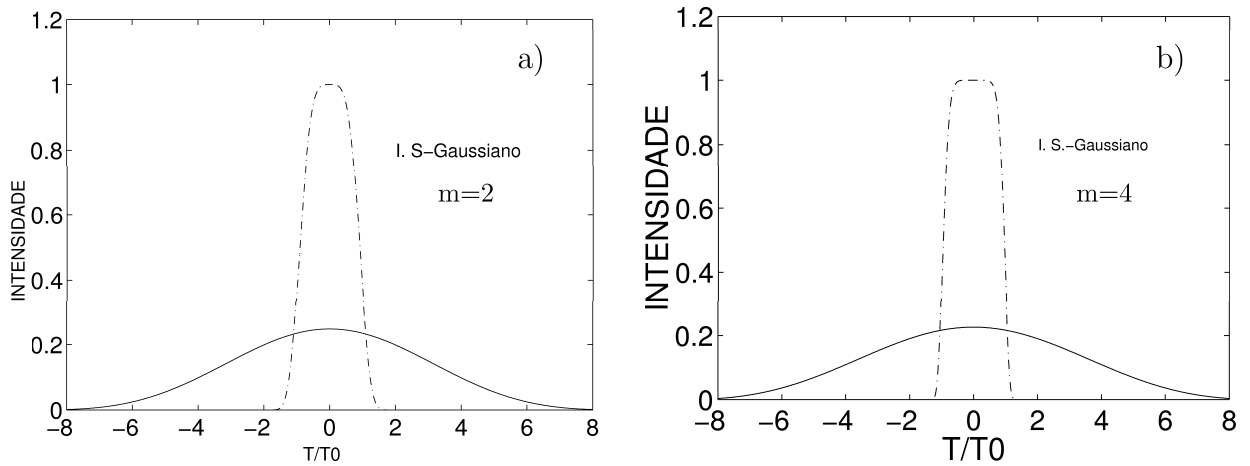 1.2
a)
1
0.8
I. S−Gaussiano
m=2
0.6
INTENSIDADE
0.4
0.2
0
−8 −6 −4 −2 0 2 4 6 8
T/T0
1.2
b)
1
0.8
I. S.−Gaussiano
m=4
0.6
INTENSIDADE
0.4
0.2
0
−8 −6 −4 −2 0 2 4 6 8
T/T0